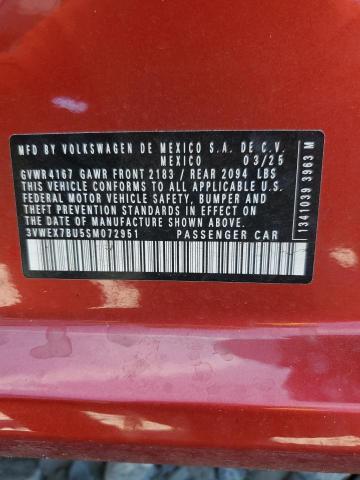 MFD BY VOLKSWAGEN DE MEXICO S.A. DE C.V.
MEXICO 03/25
GVWR4167 GAWR FRONT 2183 / REAR 2094 LBS
THIS VEHICLE CONFORMS TO ALL APPLICABLE U.S.
FEDERAL MOTOR VEHICLE SAFETY, BUMPER AND
THEFT PREVENTION STANDARDS IN EFFECT ON
THE DATE OF MANUFACTURE SHOWN ABOVE.
3VWEX7BU5SM072951 PASSENGER CAR
1341039 3963 M